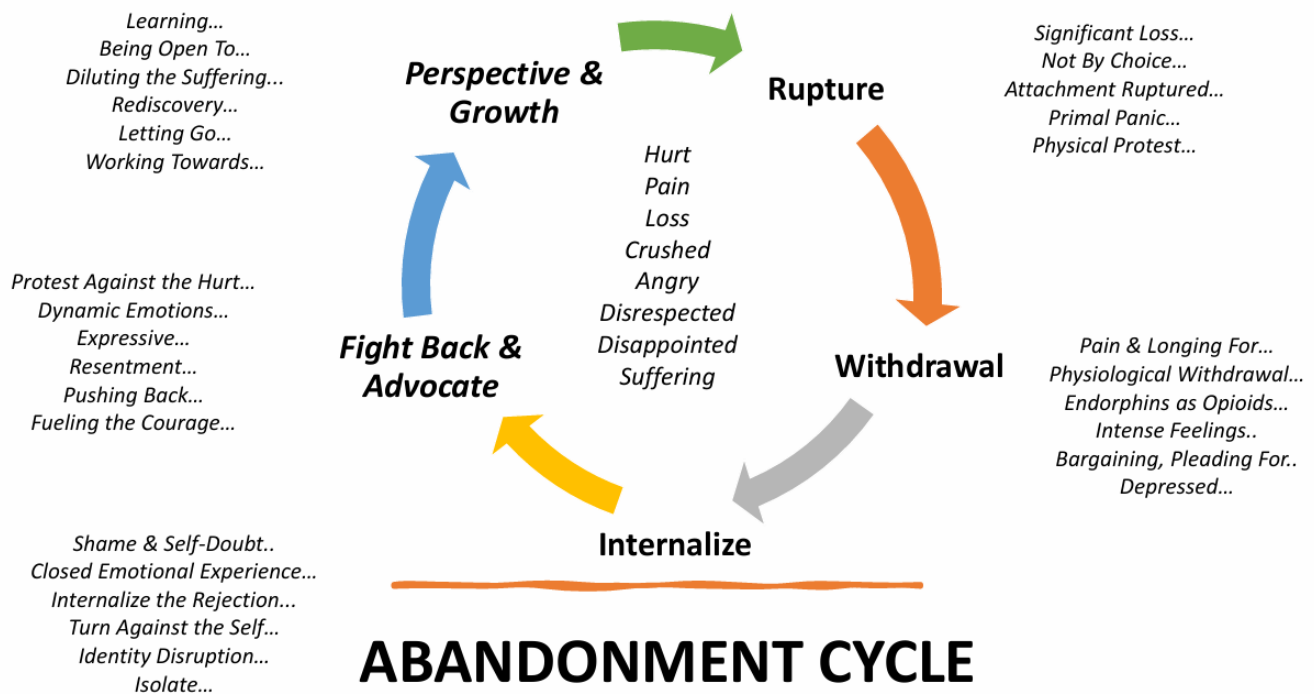 Learning…
Being Open To…
Diluting the Suffering...
Rediscovery…
Letting Go…
Working Towards…
Perspective &
Growth
Rupture
Significant Loss…
Not By Choice…
Attachment Ruptured…
Primal Panic…
Physical Protest…
Hurt
Pain
Loss
Crushed
Angry
Disrespected
Disappointed
Suffering
Protest Against the Hurt…
Dynamic Emotions…
Expressive…
Resentment…
Pushing Back…
Fueling the Courage…
Fight Back &
Advocate
Withdrawal
Pain & Longing For…
Physiological Withdrawal…
Endorphins as Opioids…
Intense Feelings..
Bargaining, Pleading For..
Depressed…
Internalize
Shame & Self-Doubt..
Closed Emotional Experience…
Internalize the Rejection...
Turn Against the Self…
Identity Disruption…
Isolate…
ABANDONMENT CYCLE